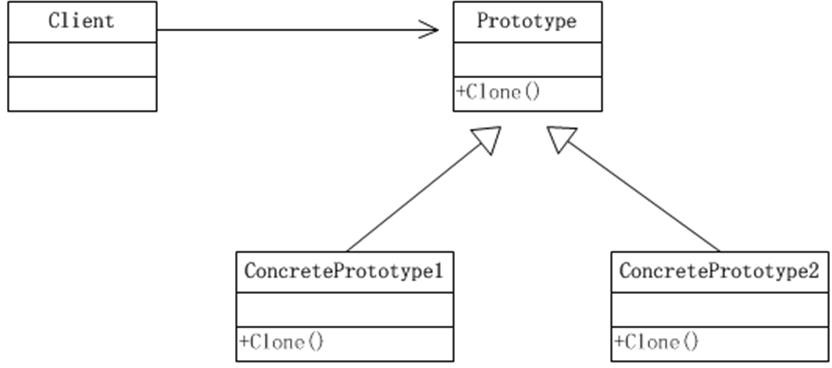 Client
Prototype
+Clone()
ConcretePrototype1
+Clone()
ConcretePrototype2
+Clone()